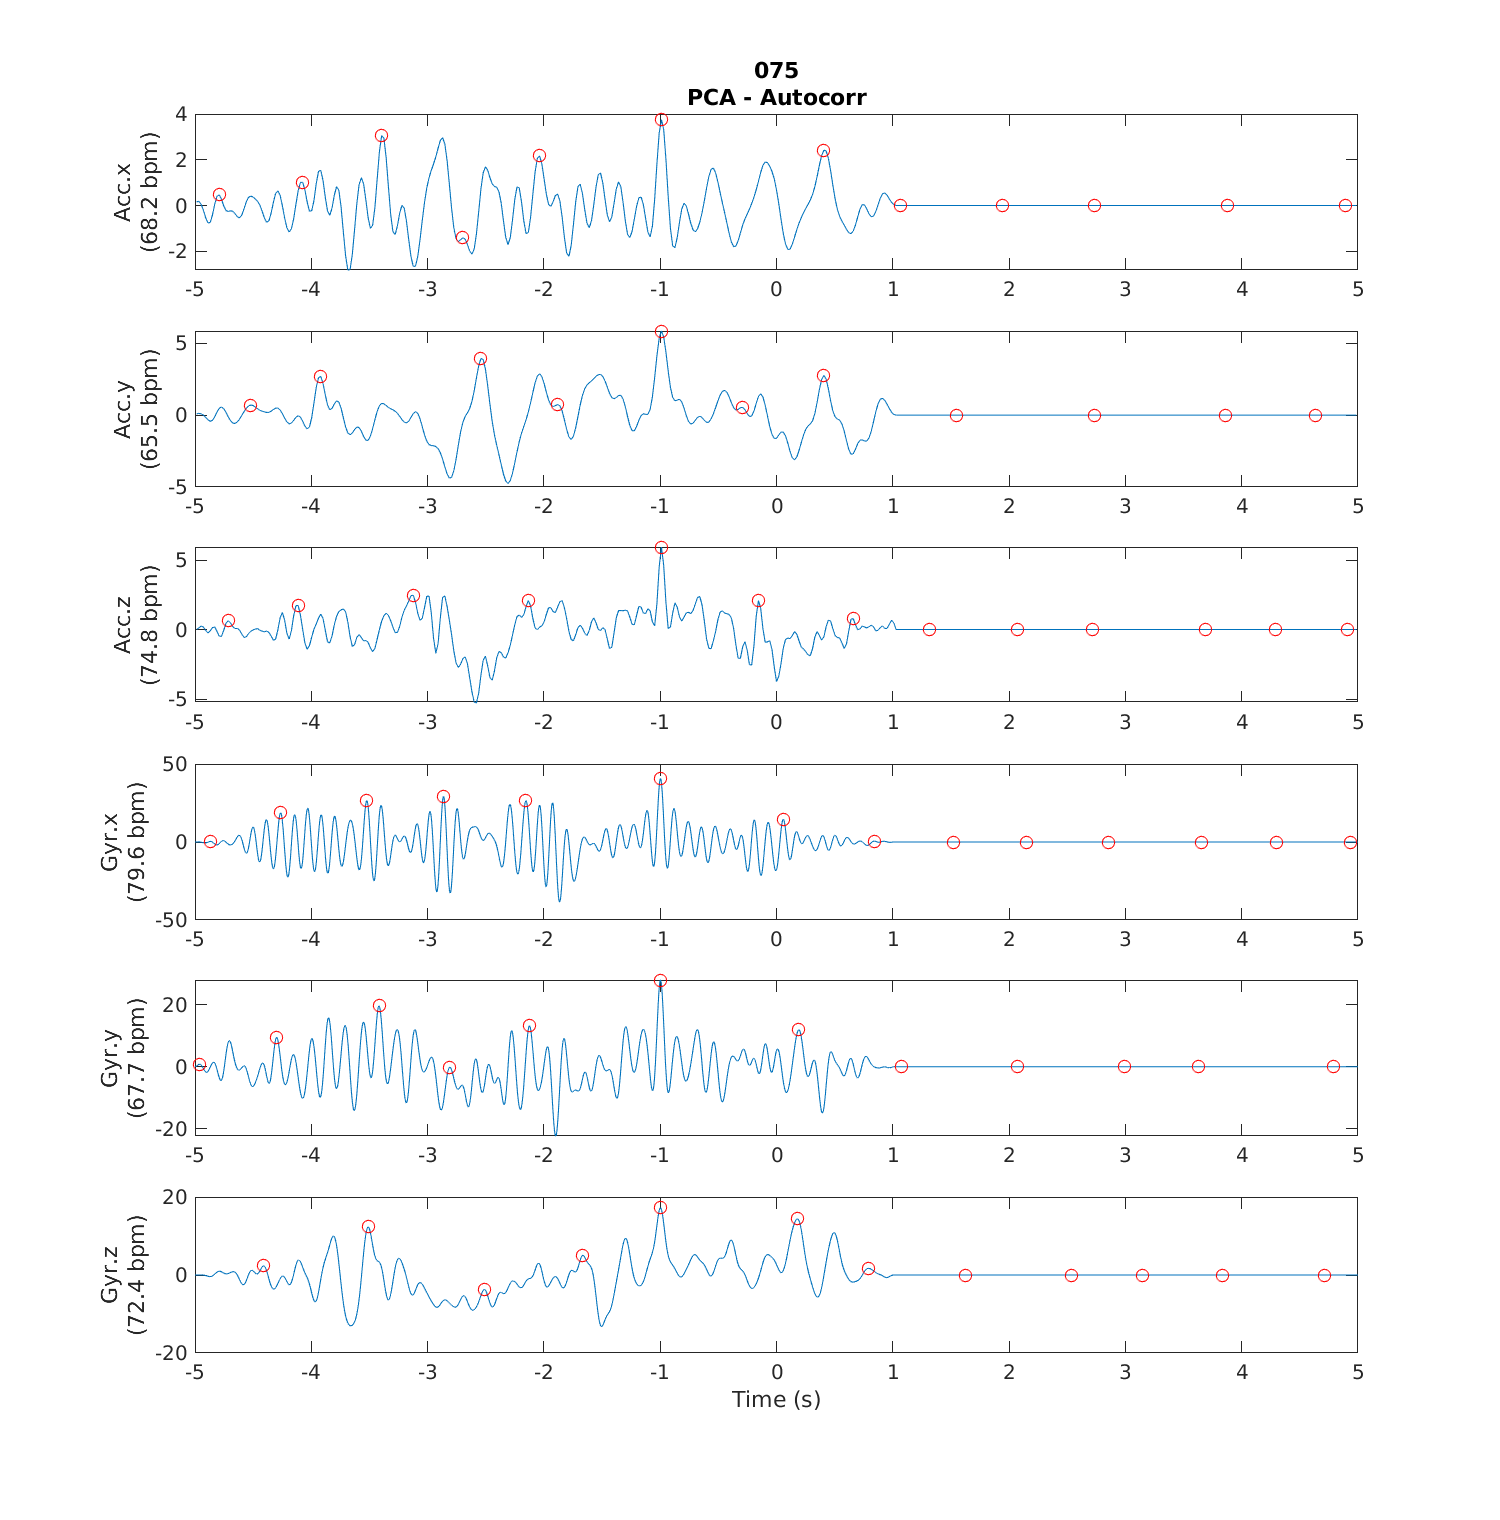 075
PCA - Autocorr
Acc.x
(68.2 bpm)
4
2
0
-2
-5 -4 -3 -2 -1 0 1 2 3 4 5
Acc.y
(65.5 bpm)
5
0
-5
-5 -4 -3 -2 -1 0 1 2 3 4 5
Acc.z
(74.8 bpm)
5
0
-5
-5 -4 -3 -2 -1 0 1 2 3 4 5
Gyr.x
(79.6 bpm)
50
0
-50
-5 -4 -3 -2 -1 0 1 2 3 4 5
Gyr.y
(67.7 bpm)
20
0
-20
-5 -4 -3 -2 -1 0 1 2 3 4 5
Gyr.z
(72.4 bpm)
20
0
-20
-5 -4 -3 -2 -1 0 1 2 3 4 5
Time (s)